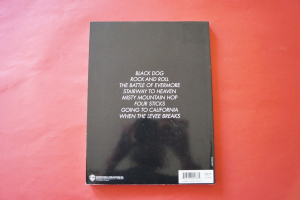 BLACK DOG
ROCK AND ROLL
THE BATTLE OF EVERMORE
STAIRWAY TO HEAVEN
MISTY MOUNTAIN HOP
FOUR STICKS
GOING TO CALIFORNIA
WHEN THE LEVEE BREAKS